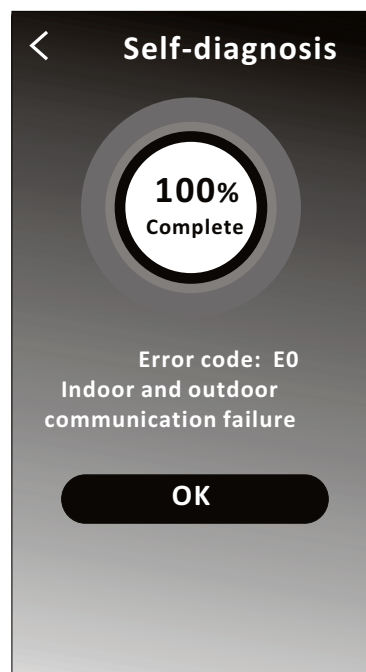 Self-diagnosis
100%
Complete
Error code: E0
Indoor and outdoor
communication failure
OK